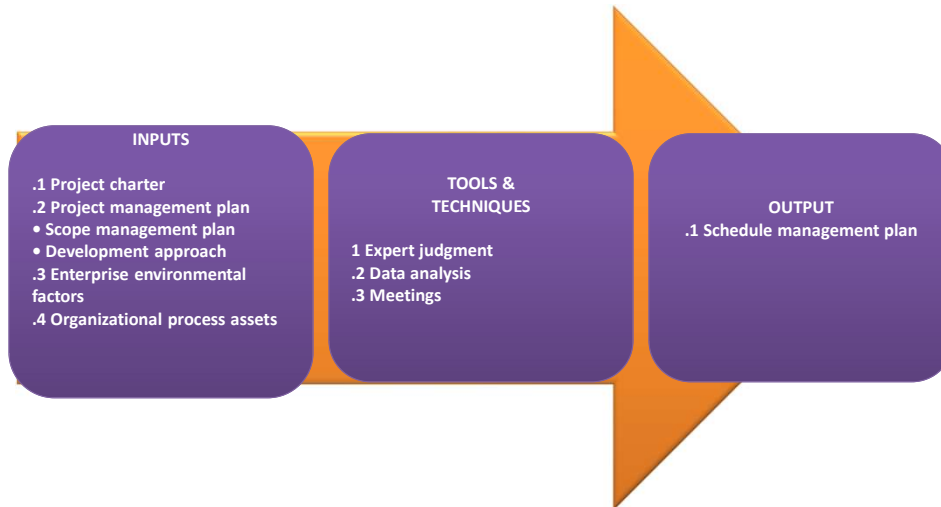 INPUTS
.1 Project charter
.2 Project management plan
• Scope management plan
• Development approach
.3 Enterprise environmental
factors
.4 Organizational process assets
TOOLS &
TECHNIQUES
1 Expert judgment
.2 Data analysis
.3 Meetings
OUTPUT
.1 Schedule management plan